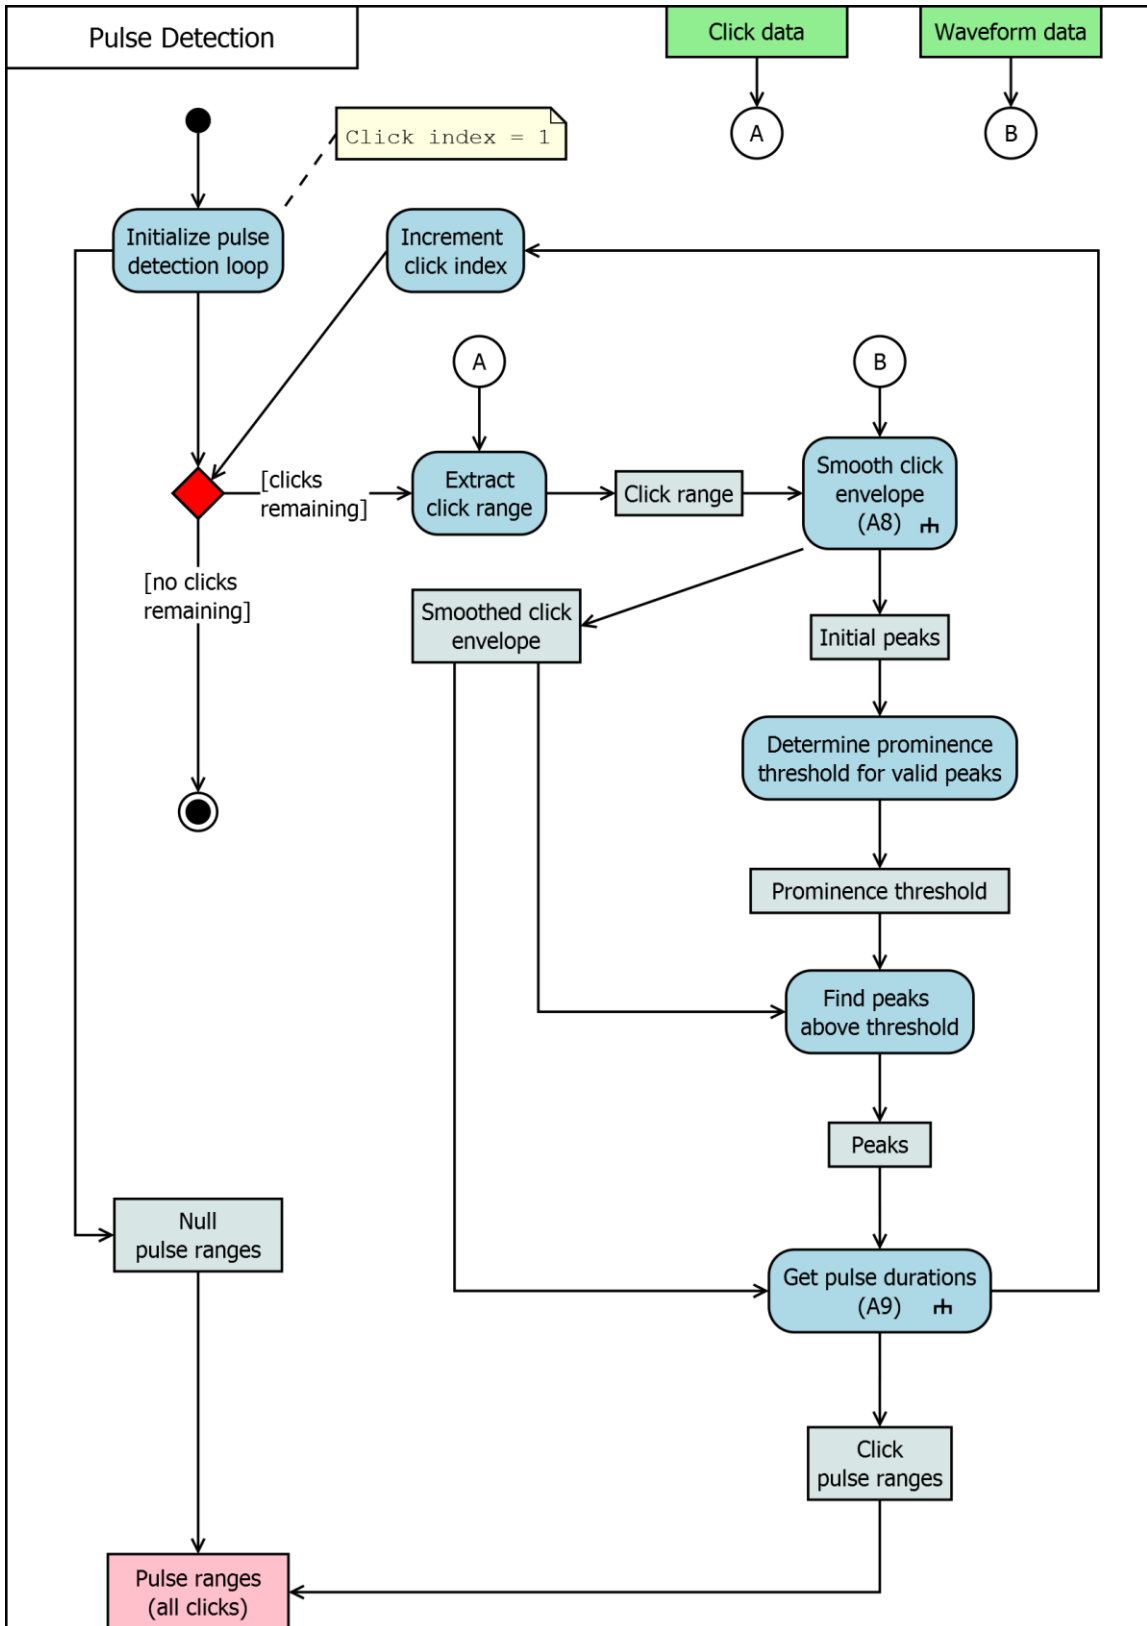 Pulse Detection
Click data
Waveform data
A
B
Click index = 1
Initialize pulse
detection loop
Increment
click index
A
B
[clicks
remaining]
Extract
click range
Click range
Smooth click
envelope
(A8)
[no clicks
remaining]
Smoothed click
envelope
Initial peaks
Determine prominence
threshold for valid peaks
Prominence threshold
Find peaks
above threshold
Peaks
Null
pulse ranges
Get pulse durations
(A9)
Click
pulse ranges
Pulse ranges
(all clicks)